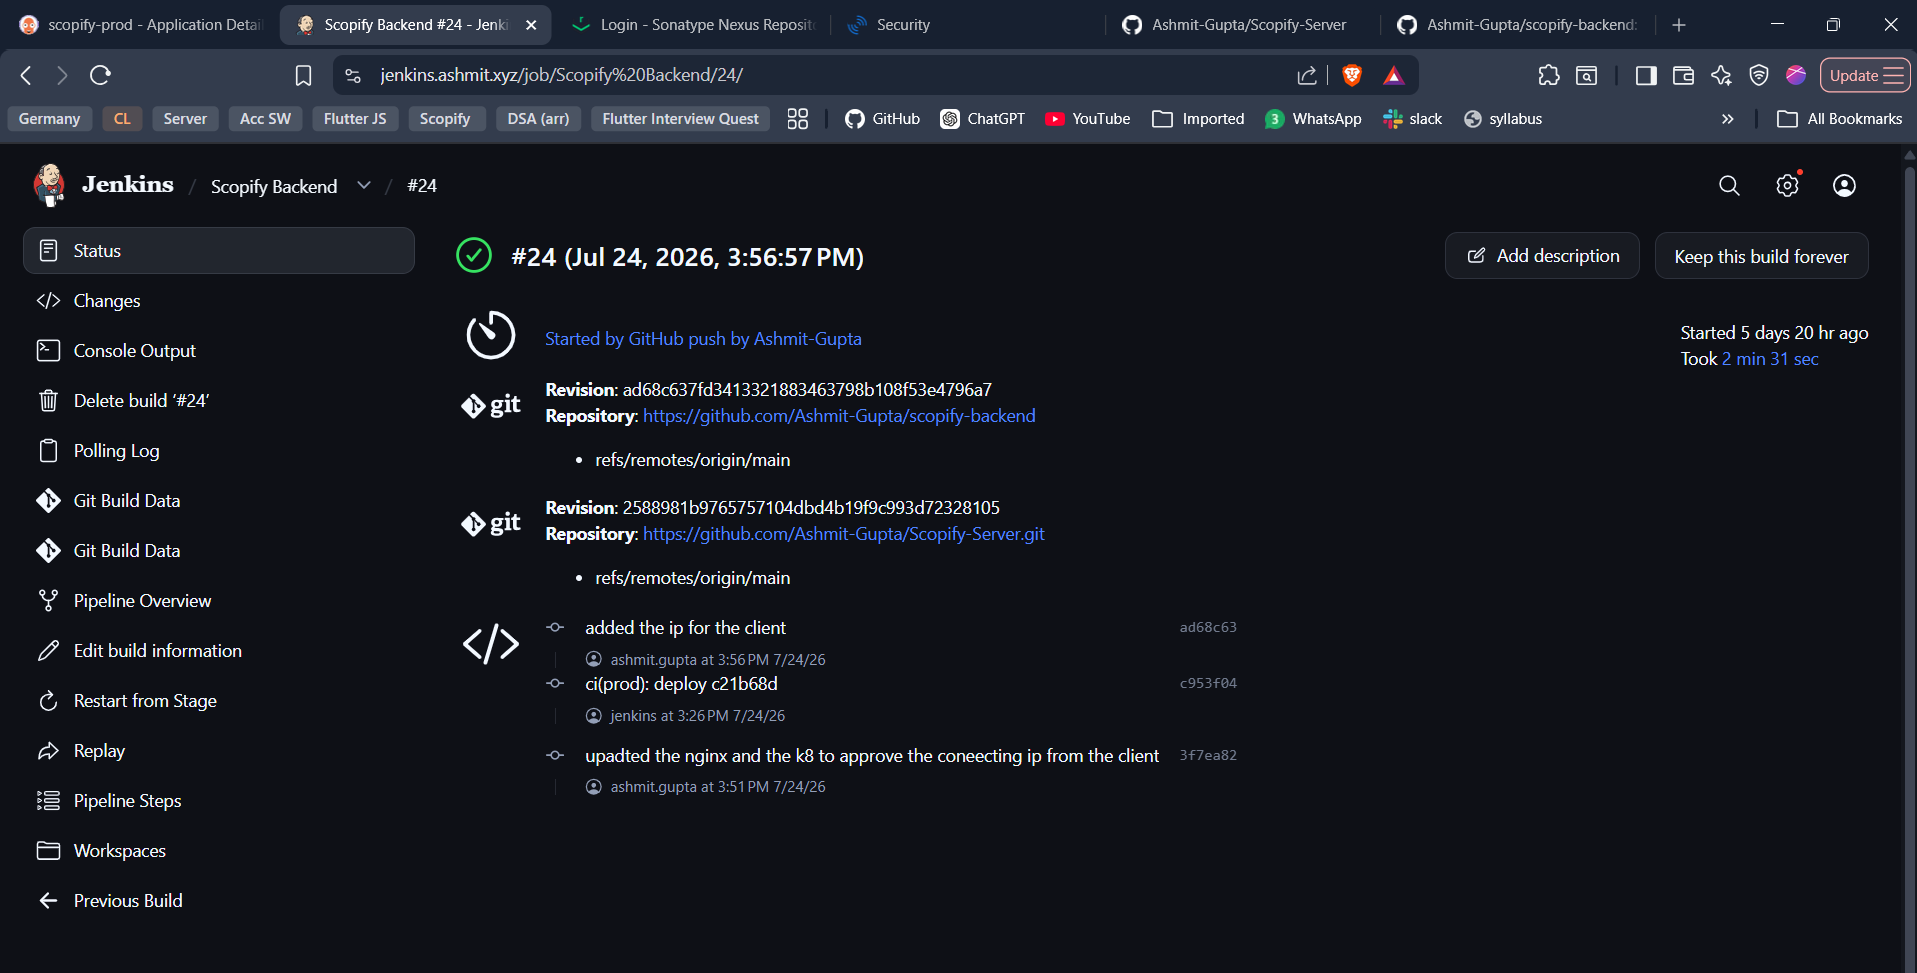 scopify-prod - Application Detail
Scopify Backend #24 - Jenki
Login - Sonatype Nexus Reposito
Security
Ashmit-Gupta/Scopify-Server
Ashmit-Gupta/scopify-backend:
jenkins.ashmit.xyz/job/Scopify%20Backend/24/
Update
Germany
CL
Server
Acc SW
Flutter JS
Scopify
DSA (arr)
Flutter Interview Quest
GitHub
ChatGPT
YouTube
Imported
3 WhatsApp
slack
syllabus
» All Bookmarks
Jenkins / Scopify Backend / #24
Status
Changes
Console Output
Delete build '#24'
Polling Log
Git Build Data
Git Build Data
Pipeline Overview
Edit build information
Restart from Stage
Replay
Pipeline Steps
Workspaces
Previous Build
#24 (Jul 24, 2026, 3:56:57 PM)
Add description
Keep this build forever
Started by GitHub push by Ashmit-Gupta
Started 5 days 20 hr ago
Took 2 min 31 sec
git
Revision: ad68c637fd3413321883463798b108f53e4796a7
Repository: https://github.com/Ashmit-Gupta/scopify-backend
• refs/remotes/origin/main
git
Revision: 2588981b9765757104dbd4b19f9c993d72328105
Repository: https://github.com/Ashmit-Gupta/Scopify-Server.git
• refs/remotes/origin/main
added the ip for the client ad68c63
ashmit.gupta at 3:56 PM 7/24/26
ci(prod): deploy c21b68d c953f04
jenkins at 3:26 PM 7/24/26
upadted the nginx and the k8 to approve the coneecting ip from the client 3f7ea82
ashmit.gupta at 3:51 PM 7/24/26